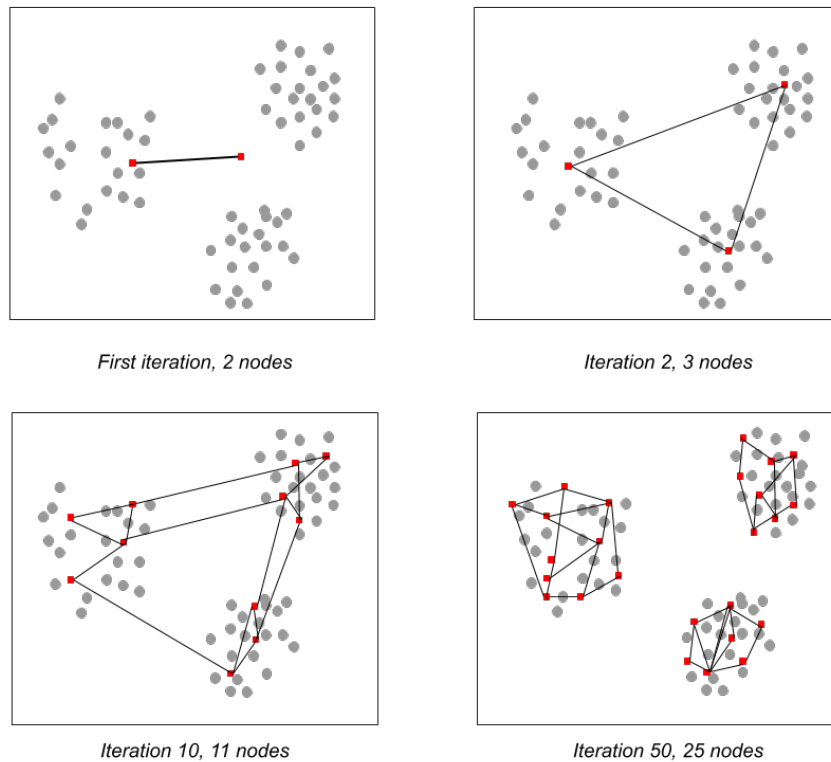 First iteration, 2 nodes
Iteration 2, 3 nodes
Iteration 10, 11 nodes
Iteration 50, 25 nodes